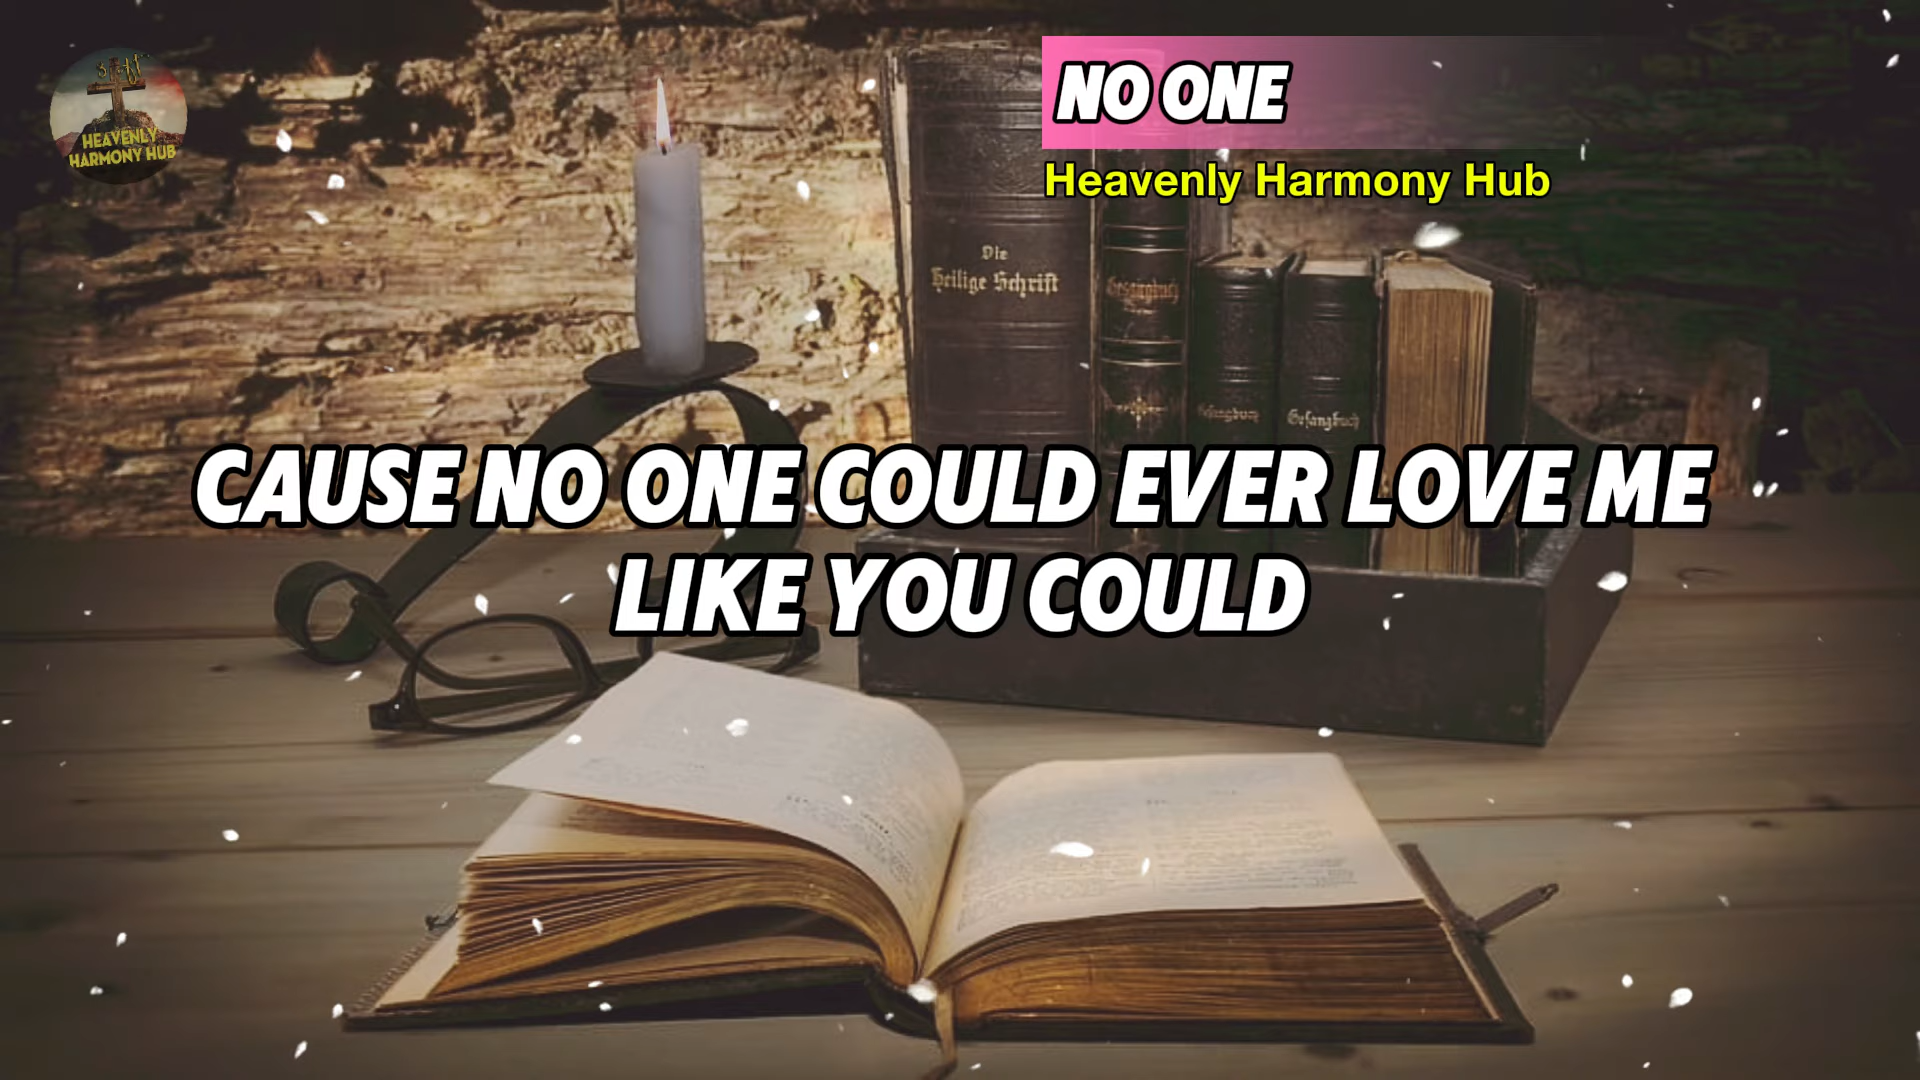 HEAVENLY
HARMONY HUB
NO ONE
Heavenly Harmony Hub
Die
Heilige Schrift
Gesangbuch
Gesangbuch
Gesangbuch
CAUSE NO ONE COULD EVER LOVE ME
LIKE YOU COULD